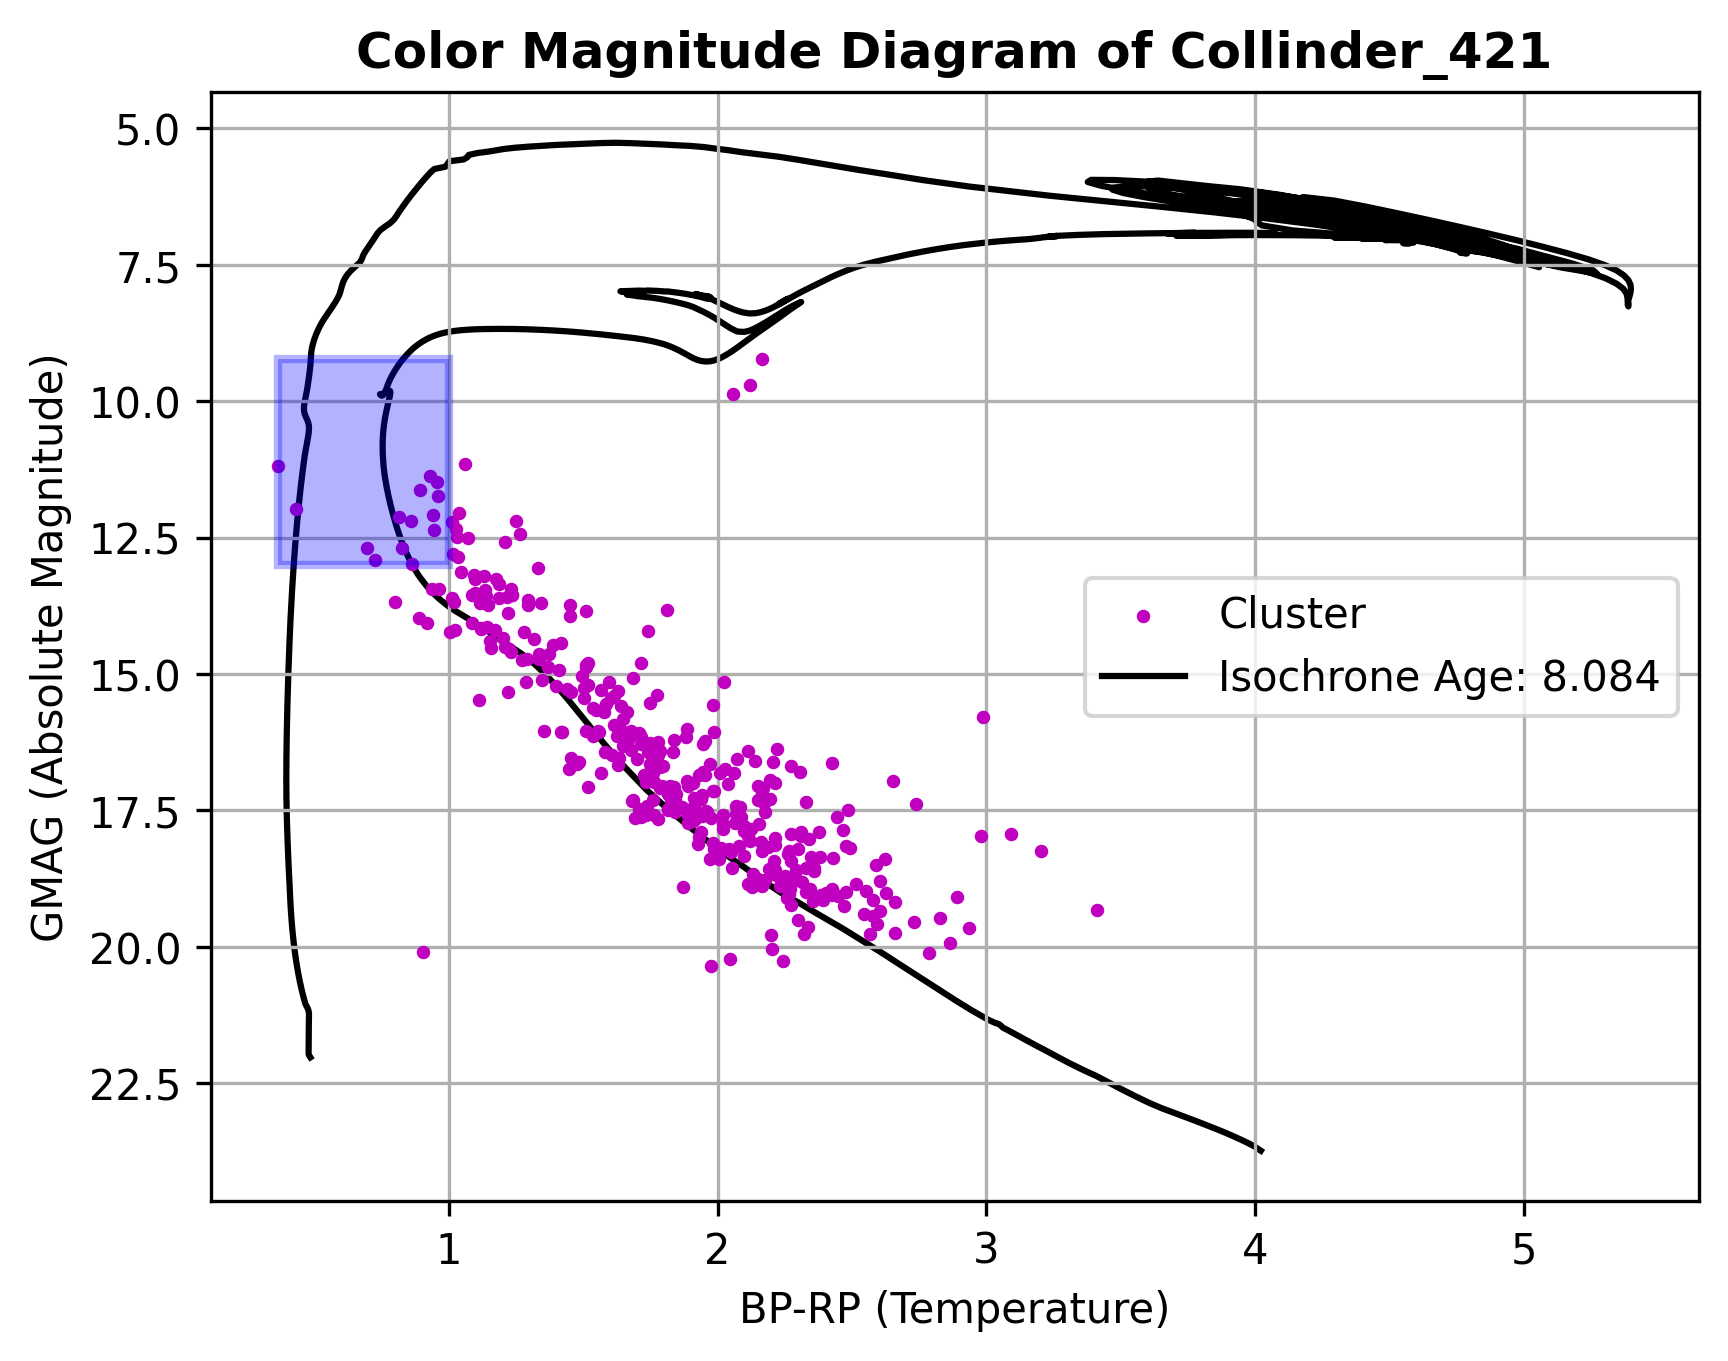 Color Magnitude Diagram of Collinder_421
5.0
7.5
10.0
12.5
15.0
17.5
20.0
22.5
GMAG (Absolute Magnitude)
Cluster
Isochrone Age: 8.084
1 2 3 4 5
BP-RP (Temperature)